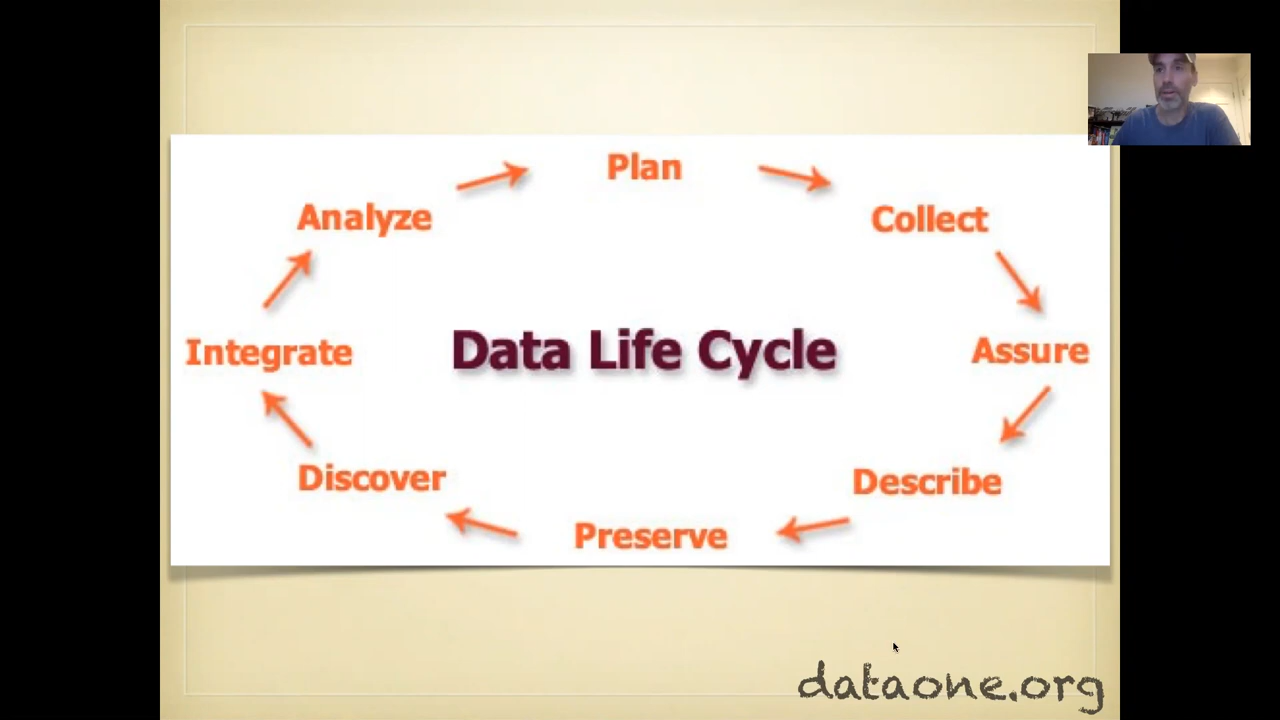 Plan
Analyze
Collect
Integrate
Data Life Cycle
Assure
Discover
Describe
Preserve
dataone.org